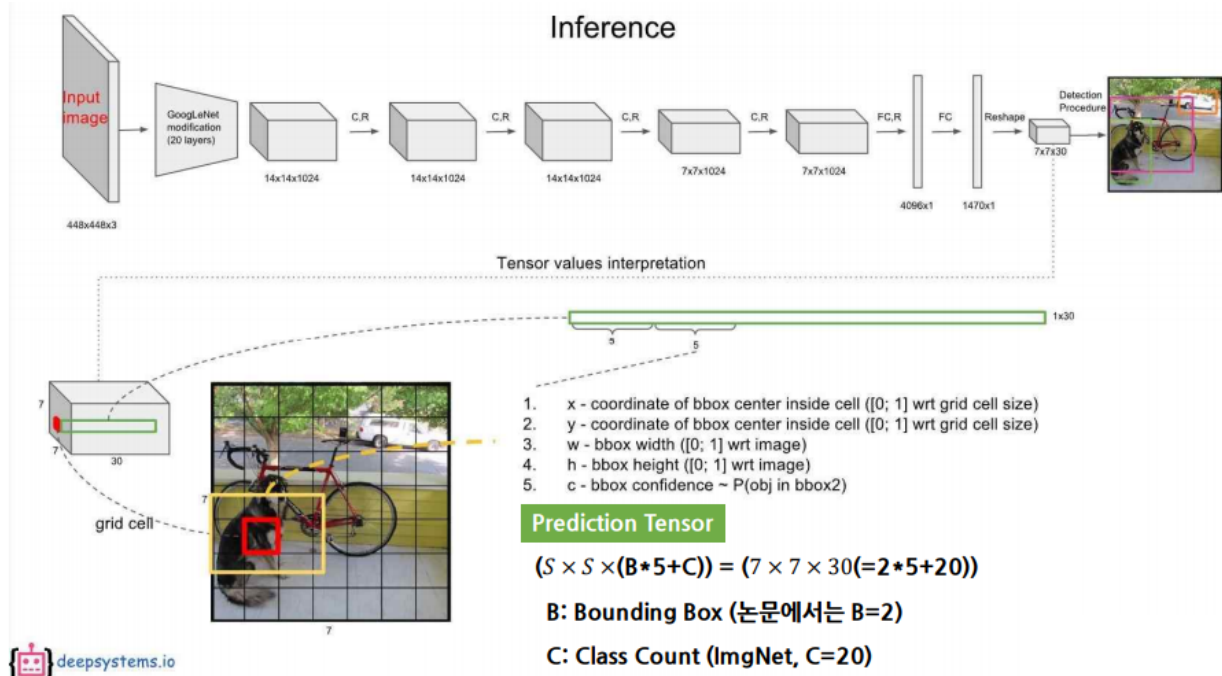 Inference
Input
image
448x448x3
GoogLeNet
modification
(20 layers)
14x14x1024
C,R
14x14x1024
C,R
14x14x1024
C,R
7x7x1024
C,R
7x7x1024
FC,R
4096x1
FC
1470x1
Reshape
7x7x30
Detection
Procedure
Tensor values interpretation
1x30
5
5
7
7
30
grid cell
7
7
1. x - coordinate of bbox center inside cell ([0; 1] wrt grid cell size)
2. y - coordinate of bbox center inside cell ([0; 1] wrt grid cell size)
3. w - bbox width ([0; 1] wrt image)
4. h - bbox height ([0; 1] wrt image)
5. c - bbox confidence ~ P(obj in bbox2)
Prediction Tensor
(S × S ×(B*5+C)) = (7 × 7 × 30(=2*5+20))
B: Bounding Box (논문에서는 B=2)
C: Class Count (ImgNet, C=20)
deepsystems.io